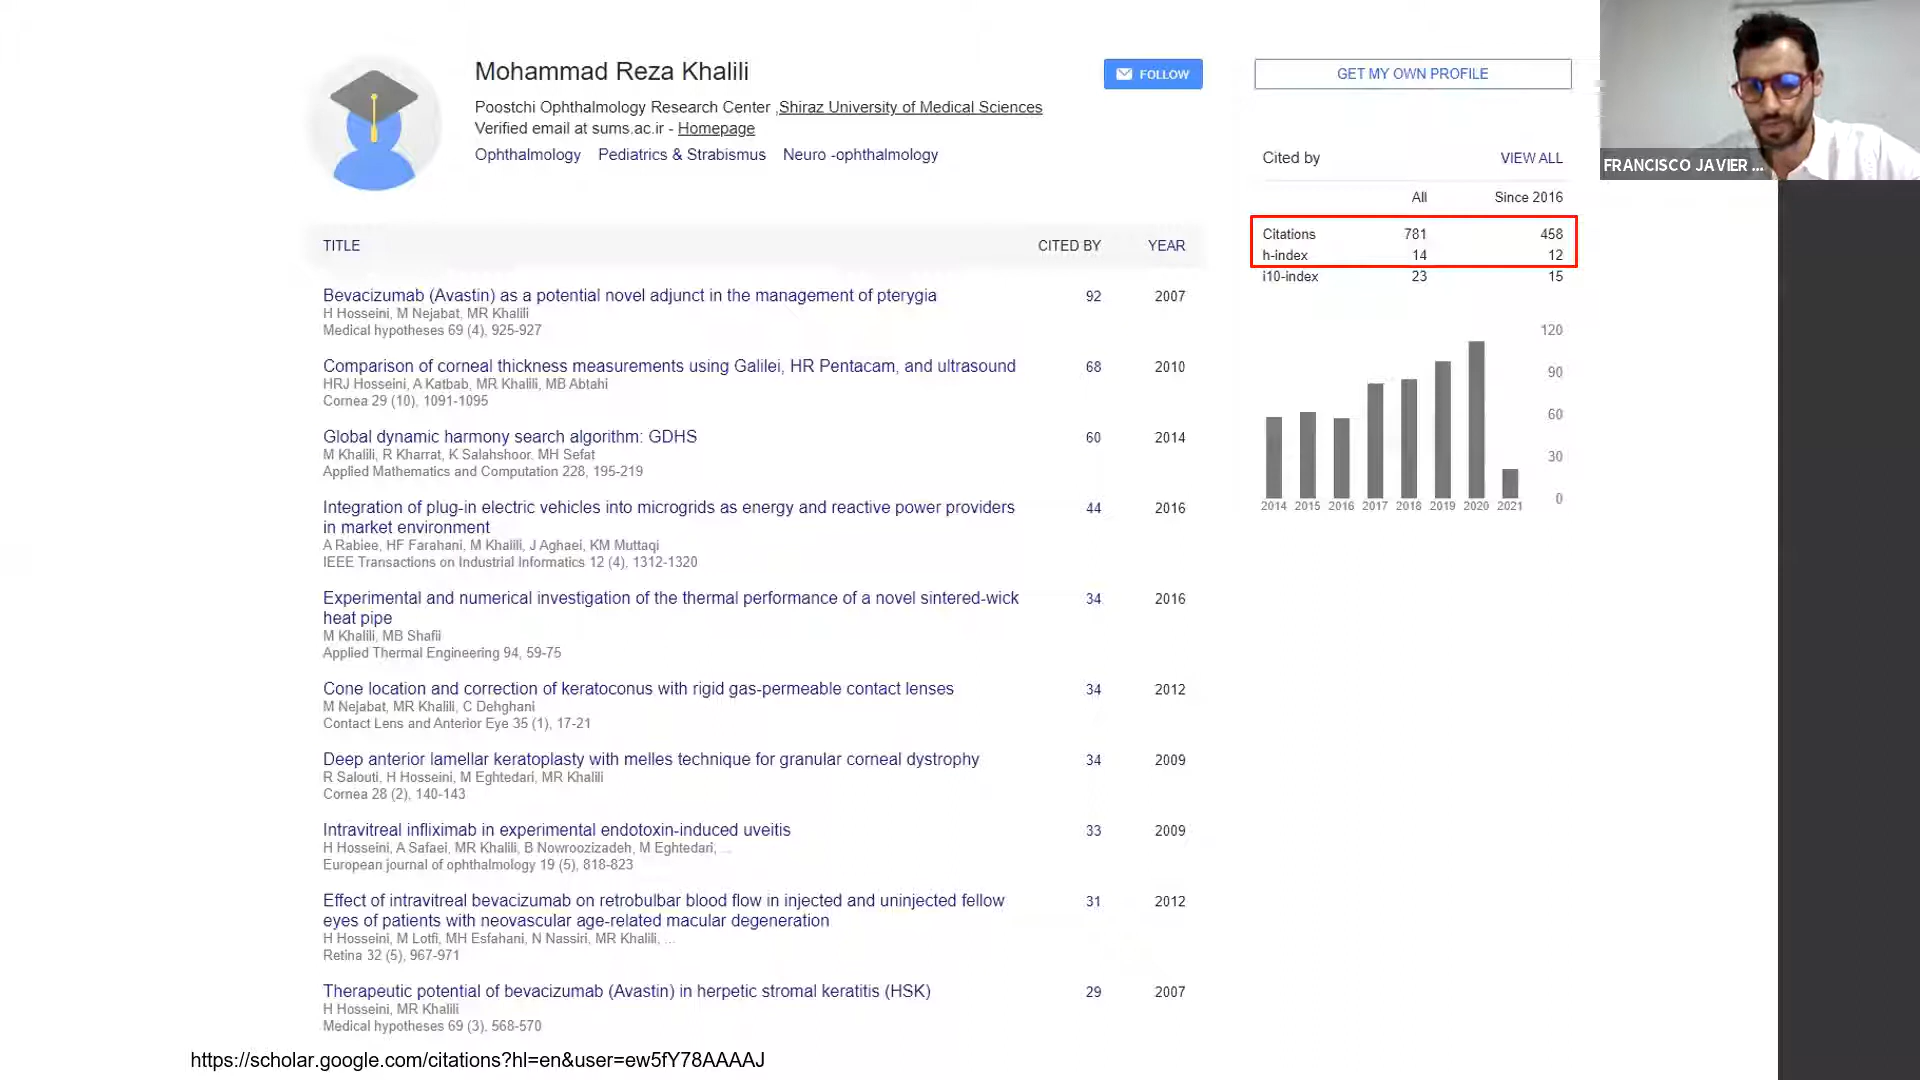 Mohammad Reza Khalili
FOLLOW
Poostchi Ophthalmology Research Center ,Shiraz University of Medical Sciences
Verified email at sums.ac.ir - Homepage
Ophthalmology Pediatrics & Strabismus Neuro -ophthalmology
TITLE CITED BY YEAR
Bevacizumab (Avastin) as a potential novel adjunct in the management of pterygia 92 2007
H Hosseini, M Nejabat, MR Khalili
Medical hypotheses 69 (4), 925-927
Comparison of corneal thickness measurements using Galilei, HR Pentacam, and ultrasound 68 2010
HRJ Hosseini, A Katbab, MR Khalili, MB Abtahi
Cornea 29 (10), 1091-1095
Global dynamic harmony search algorithm: GDHS 60 2014
M Khalili, R Kharrat, K Salahshoor, MH Sefat
Applied Mathematics and Computation 228, 195-219
Integration of plug-in electric vehicles into microgrids as energy and reactive power providers 44 2016
in market environment
A Rabiee, HF Farahani, M Khalili, J Aghaei, KM Muttaqi
IEEE Transactions on Industrial Informatics 12 (4), 1312-1320
Experimental and numerical investigation of the thermal performance of a novel sintered-wick 34 2016
heat pipe
M Khalili, MB Shafii
Applied Thermal Engineering 94, 59-75
Cone location and correction of keratoconus with rigid gas-permeable contact lenses 34 2012
M Nejabat, MR Khalili, C Dehghani
Contact Lens and Anterior Eye 35 (1), 17-21
Deep anterior lamellar keratoplasty with melles technique for granular corneal dystrophy 34 2009
R Salouti, H Hosseini, M Eghtedari, MR Khalili
Cornea 28 (2), 140-143
Intravitreal infliximab in experimental endotoxin-induced uveitis 33 2009
H Hosseini, A Safaei, MR Khalili, B Nowroozizadeh, M Eghtedari, ...
European journal of ophthalmology 19 (5), 818-823
Effect of intravitreal bevacizumab on retrobulbar blood flow in injected and uninjected fellow 31 2012
eyes of patients with neovascular age-related macular degeneration
H Hosseini, M Lotfi, MH Esfahani, N Nassiri, MR Khalili, ...
Retina 32 (5), 967-971
Therapeutic potential of bevacizumab (Avastin) in herpetic stromal keratitis (HSK) 29 2007
H Hosseini, MR Khalili
Medical hypotheses 69 (3), 568-570
https://scholar.google.com/citations?hl=en&user=ew5fY78AAAAJ
GET MY OWN PROFILE
Cited by VIEW ALL
All Since 2016
Citations 781 458
h-index 14 12
i10-index 23 15
120
90
60
30
0
2014 2015 2016 2017 2018 2019 2020 2021
FRANCISCO JAVIER ...